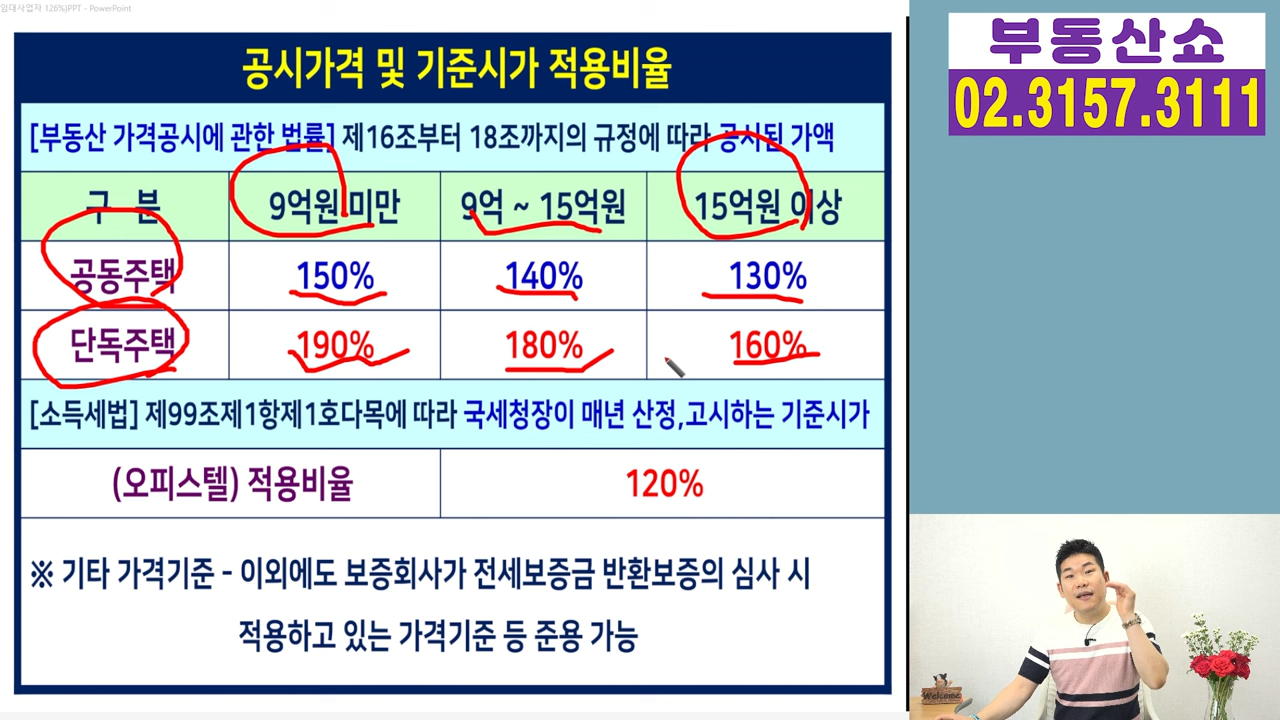 임대사업자 126%)PPT - PowerPoint
부동산쇼
02.3157.3111
공시가격 및 기준시가 적용비율
[부동산 가격공시에 관한 법률] 제16조부터 18조까지의 규정에 따라 공시된 가액
구 분 9억원 미만 9억 ~ 15억원 15억원 이상
공동주택 150% 140% 130%
단독주택 190% 180% 160%
[소득세법] 제99조제1항제1호다목에 따라 국세청장이 매년 산정,고시하는 기준시가
(오피스텔) 적용비율 120%
※ 기타 가격기준 - 이외에도 보증회사가 전세보증금 반환보증의 심사 시
적용하고 있는 가격기준 등 준용 가능
Welcome